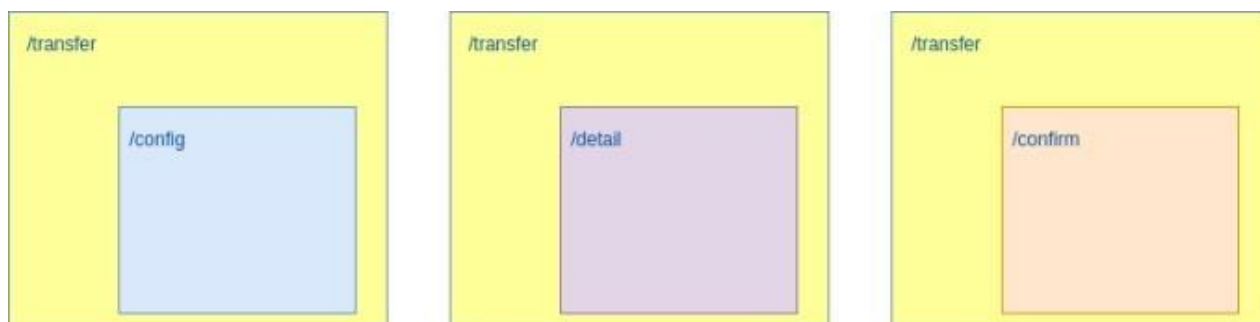 /transfer
/transfer
/transfer
/config
/detail
/confirm